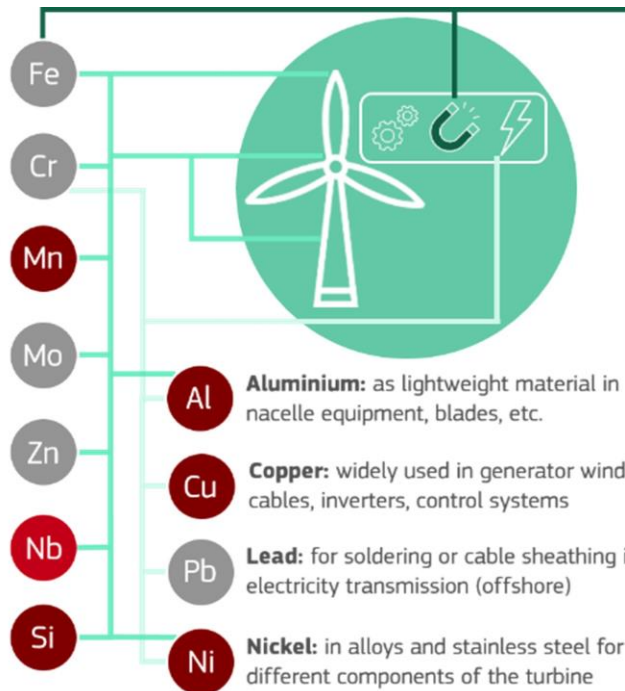 Fe
Cr
Mn
Mo
Zn
Nb
Si
Al
Aluminium: as lightweight material in
nacelle equipment, blades, etc.
Cu
Copper: widely used in generator wind
cables, inverters, control systems
Pb
Lead: for soldering or cable sheathing i
electricity transmission (offshore)
Ni
Nickel: in alloys and stainless steel for
different components of the turbine